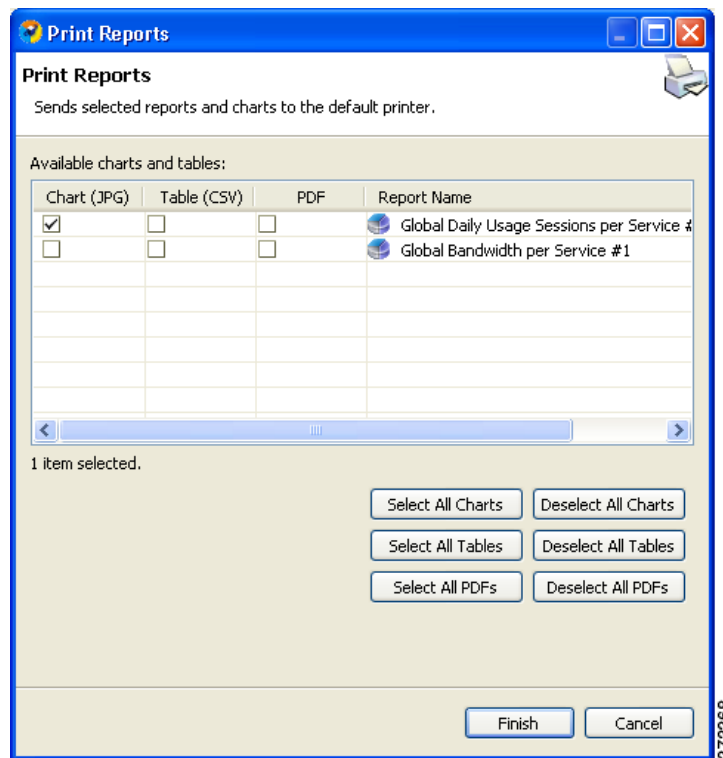 Print Reports
Print Reports
Sends selected reports and charts to the default printer.
Available charts and tables:
Chart (JPG) Table (CSV) PDF Report Name
Global Daily Usage Sessions per Service #
Global Bandwidth per Service #1
1 item selected.
Select All Charts Deselect All Charts
Select All Tables Deselect All Tables
Select All PDFs Deselect All PDFs
Finish Cancel